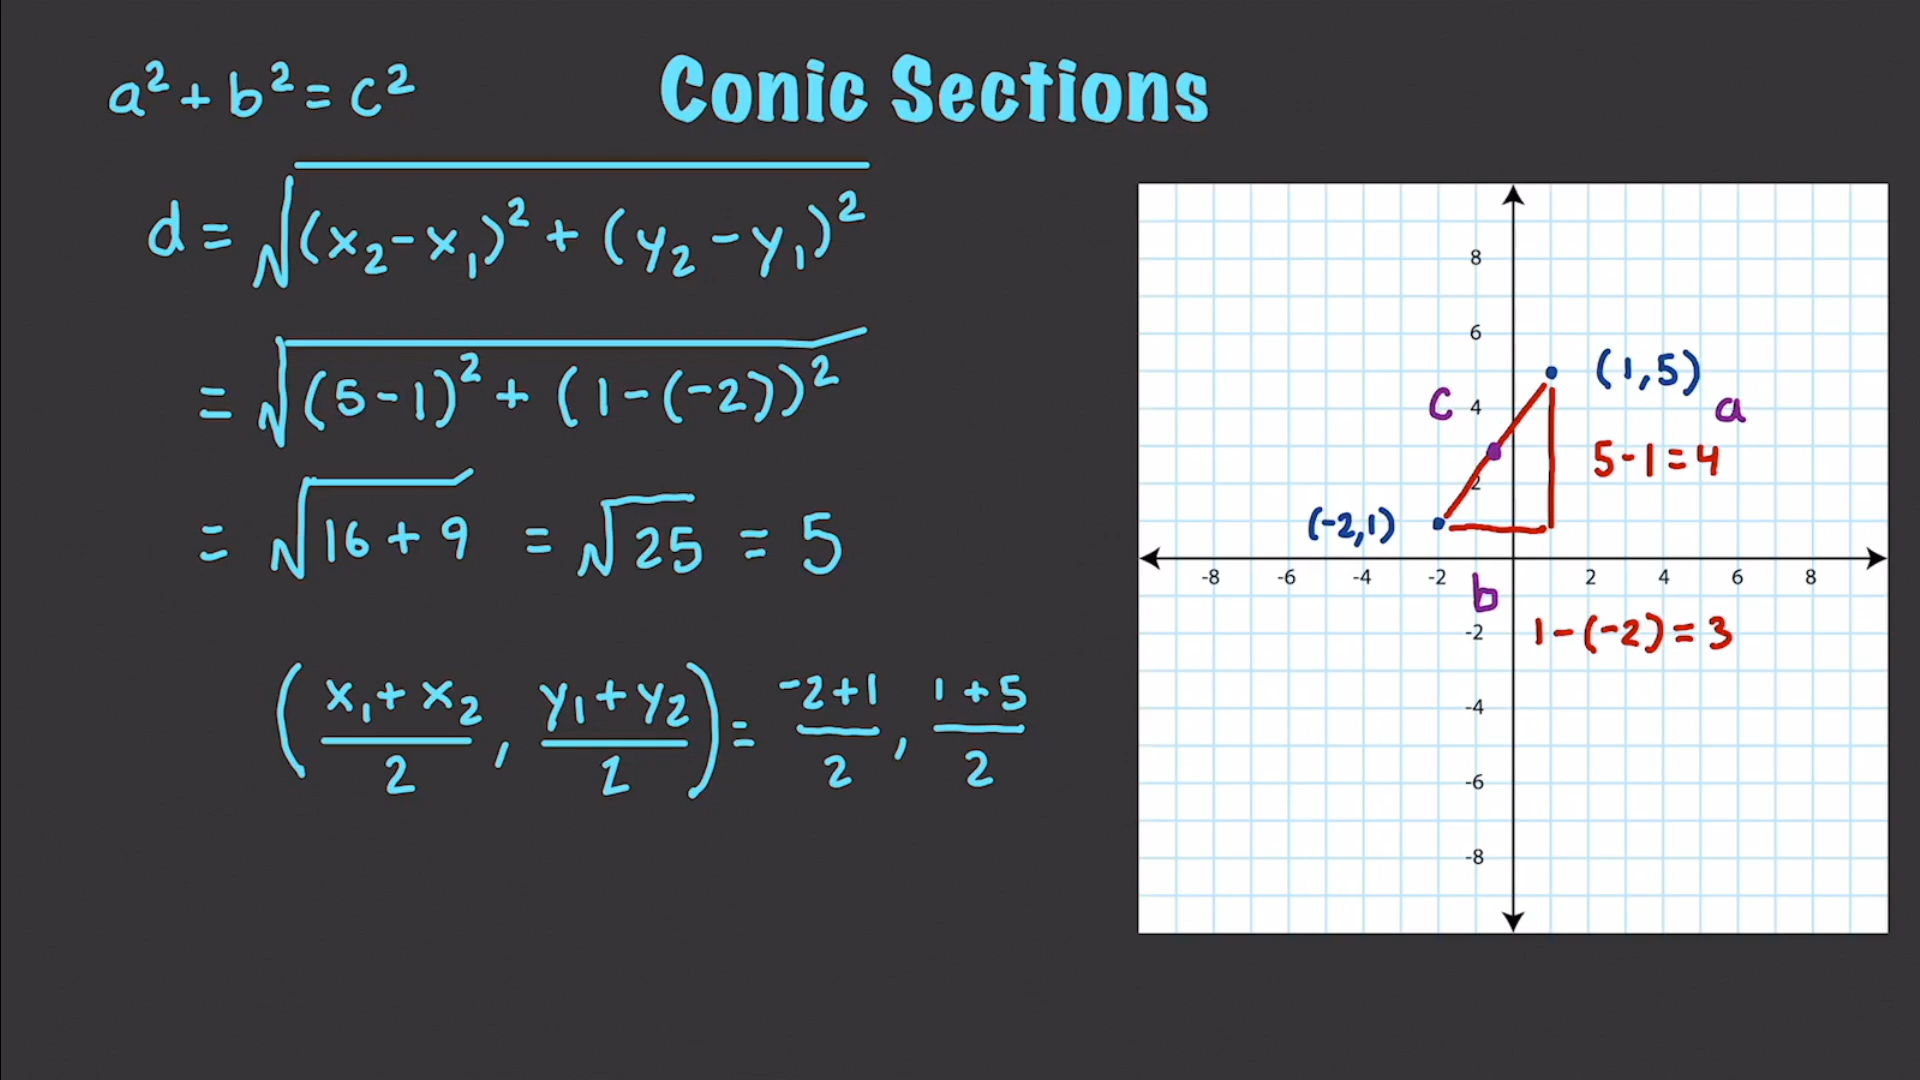 a² + b² = c²
Conic Sections
d = √(x₂-x₁)² + (y₂-y₁)²
= √(5-1)² + (1-(-2))²
= √16 + 9 = √25 = 5
(x₁+x₂/2, y₁+y₂/2) = -2+1/2, 1+5/2
8
6
(1,5)
c
4
a
5-1=4
2
(-2,1)
-8 -6 -4 -2 2 4 6 8
b
-2
1-(-2)=3
-4
-6
-8